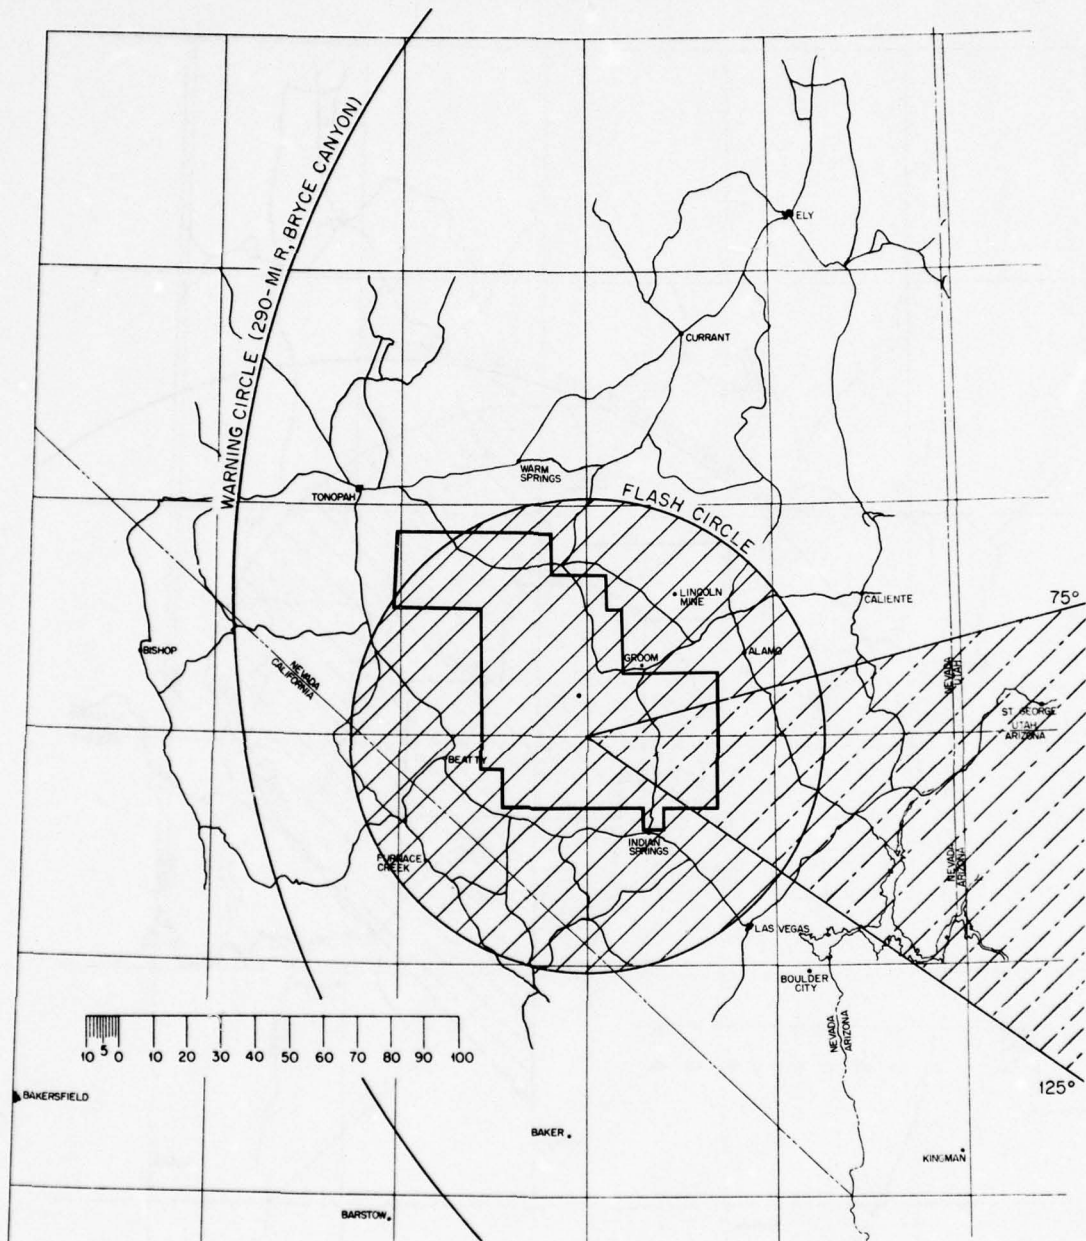 WARNING CIRCLE (290-MI R, BRYCE CANYON)
ELY
CURRANT
WARM
SPRINGS
TONOPAH
FLASH CIRCLE
LINCOLN
MINE
CALIENTE
75°
BISHOP
NEVADA
CALIFORNIA
GROOM
ALAMO
NEVADA
UTAH
ST. GEORGE
UTAH
ARIZONA
BEATTY
INDIAN
SPRINGS
FURNACE
CREEK
NEVADA
ARIZONA
LAS VEGAS
BOULDER
CITY
NEVADA
ARIZONA
10 5 0 10 20 30 40 50 60 70 80 90 100
125°
BAKERSFIELD
BAKER
KINGMAN
BARSTOW